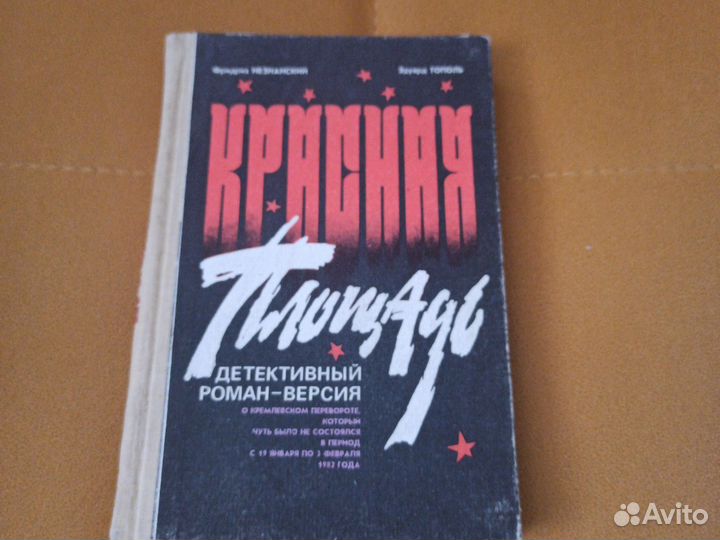 Фридрих НЕЗНАНСКИЙ Эдуард ТОПОЛЬ
КРАСНАЯ
ПЛОЩАДЬ
ДЕТЕКТИВНЫЙ
РОМАН-ВЕРСИЯ
О КРЕМЛЕВСКОМ ПЕРЕВОРОТЕ,
КОТОРЫЙ
ЧУТЬ БЫЛО НЕ СОСТОЯЛСЯ
В ПЕРИОД
С 19 ЯНВАРЯ ПО 3 ФЕВРАЛЯ
1982 ГОДА
Avito